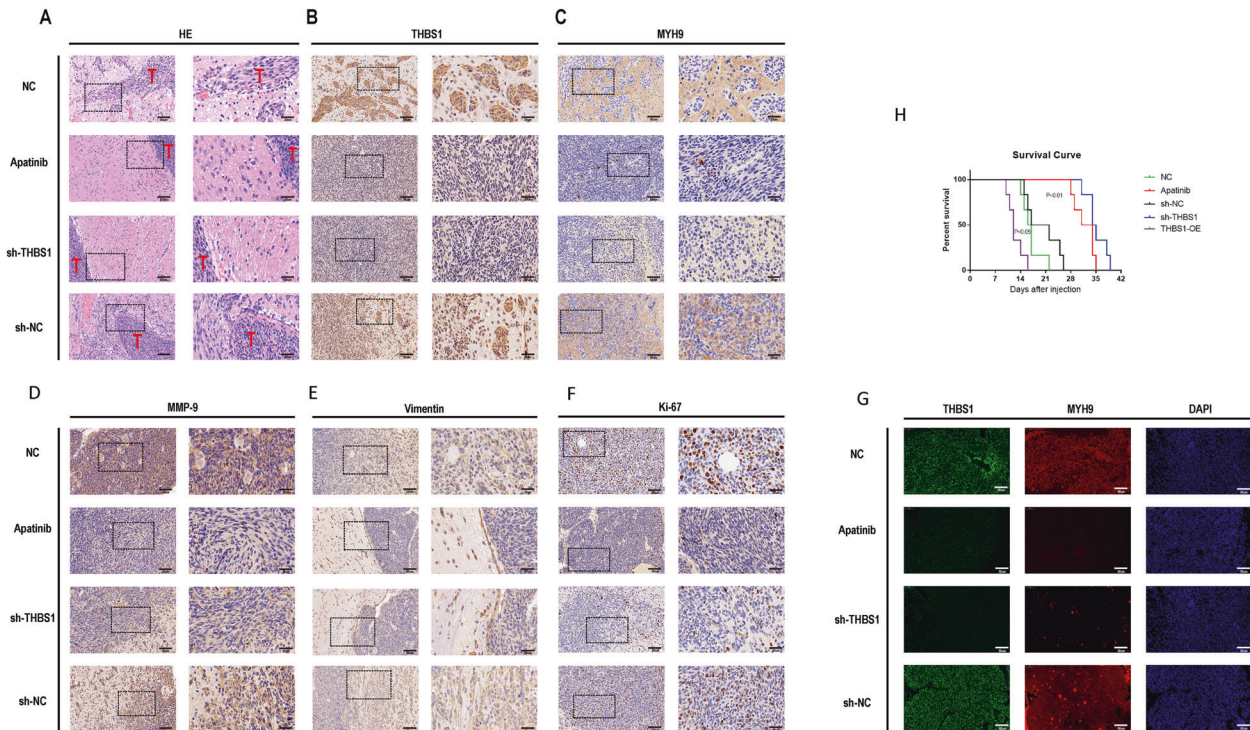 A
HE
B
THBS1
C
MYH9
NC
T
T
Apatinib
T
T
sh-THBS1
T
T
sh-NC
T
T
H
Survival Curve
Percent survival
100
50
0
P<0.01
P<0.05
0 7 14 21 28 35 42
Days after injection
NC
Apatinib
sh-NC
sh-THBS1
THBS1-OE
D
MMP-9
E
Vimentin
F
Ki-67
NC
Apatinib
sh-THBS1
sh-NC
G
THBS1
MYH9
DAPI
NC
Apatinib
sh-THBS1
sh-NC